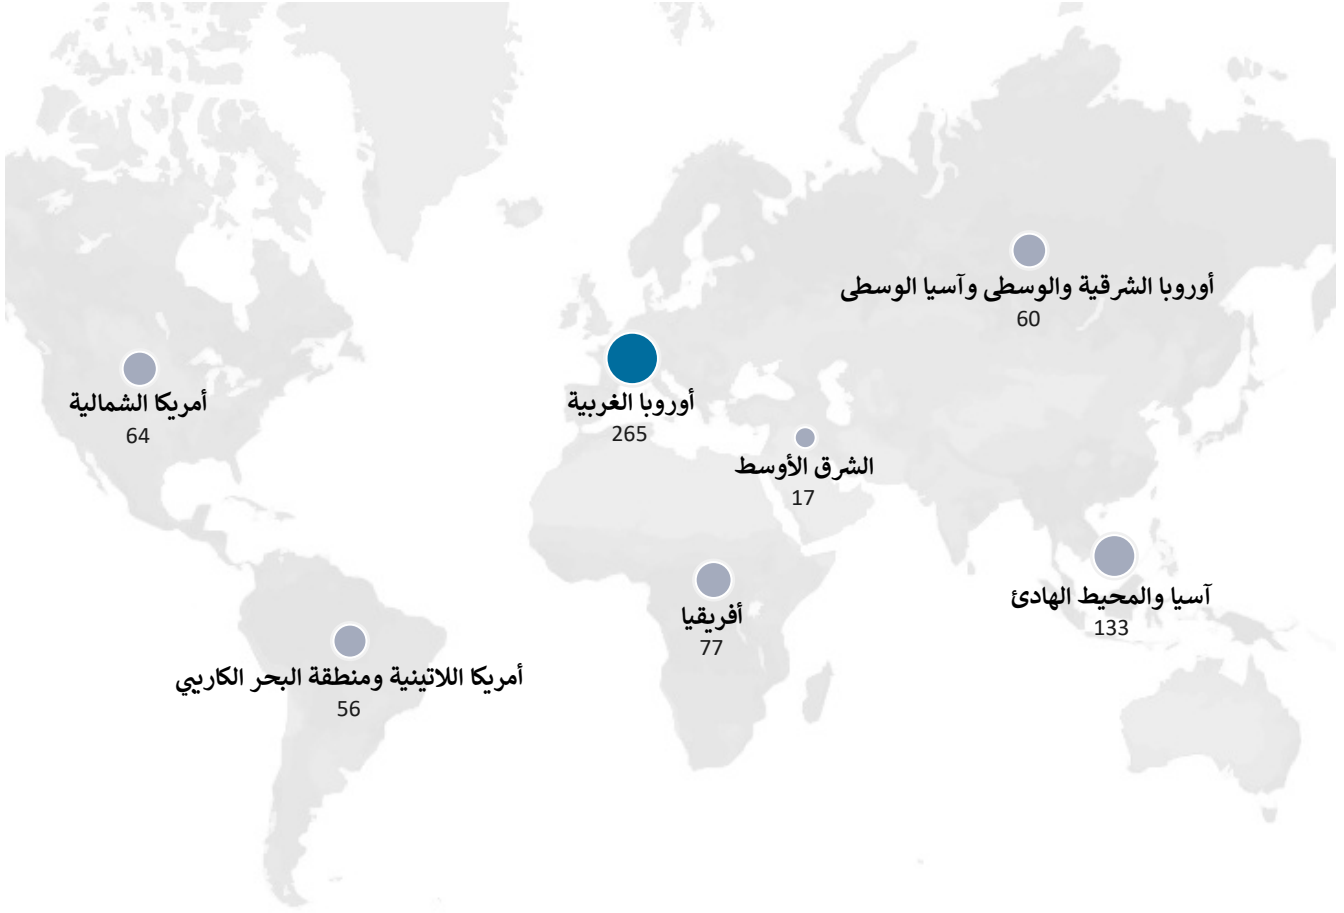 أوروبا الشرقية والوسطى وآسيا الوسطى
60
أمريكا الشمالية
64
أوروبا الغربية
265
الشرق الأوسط
17
آسيا والمحيط الهادئ
133
أفريقيا
77
أمريكا اللاتينية ومنطقة البحر الكاريبي
56